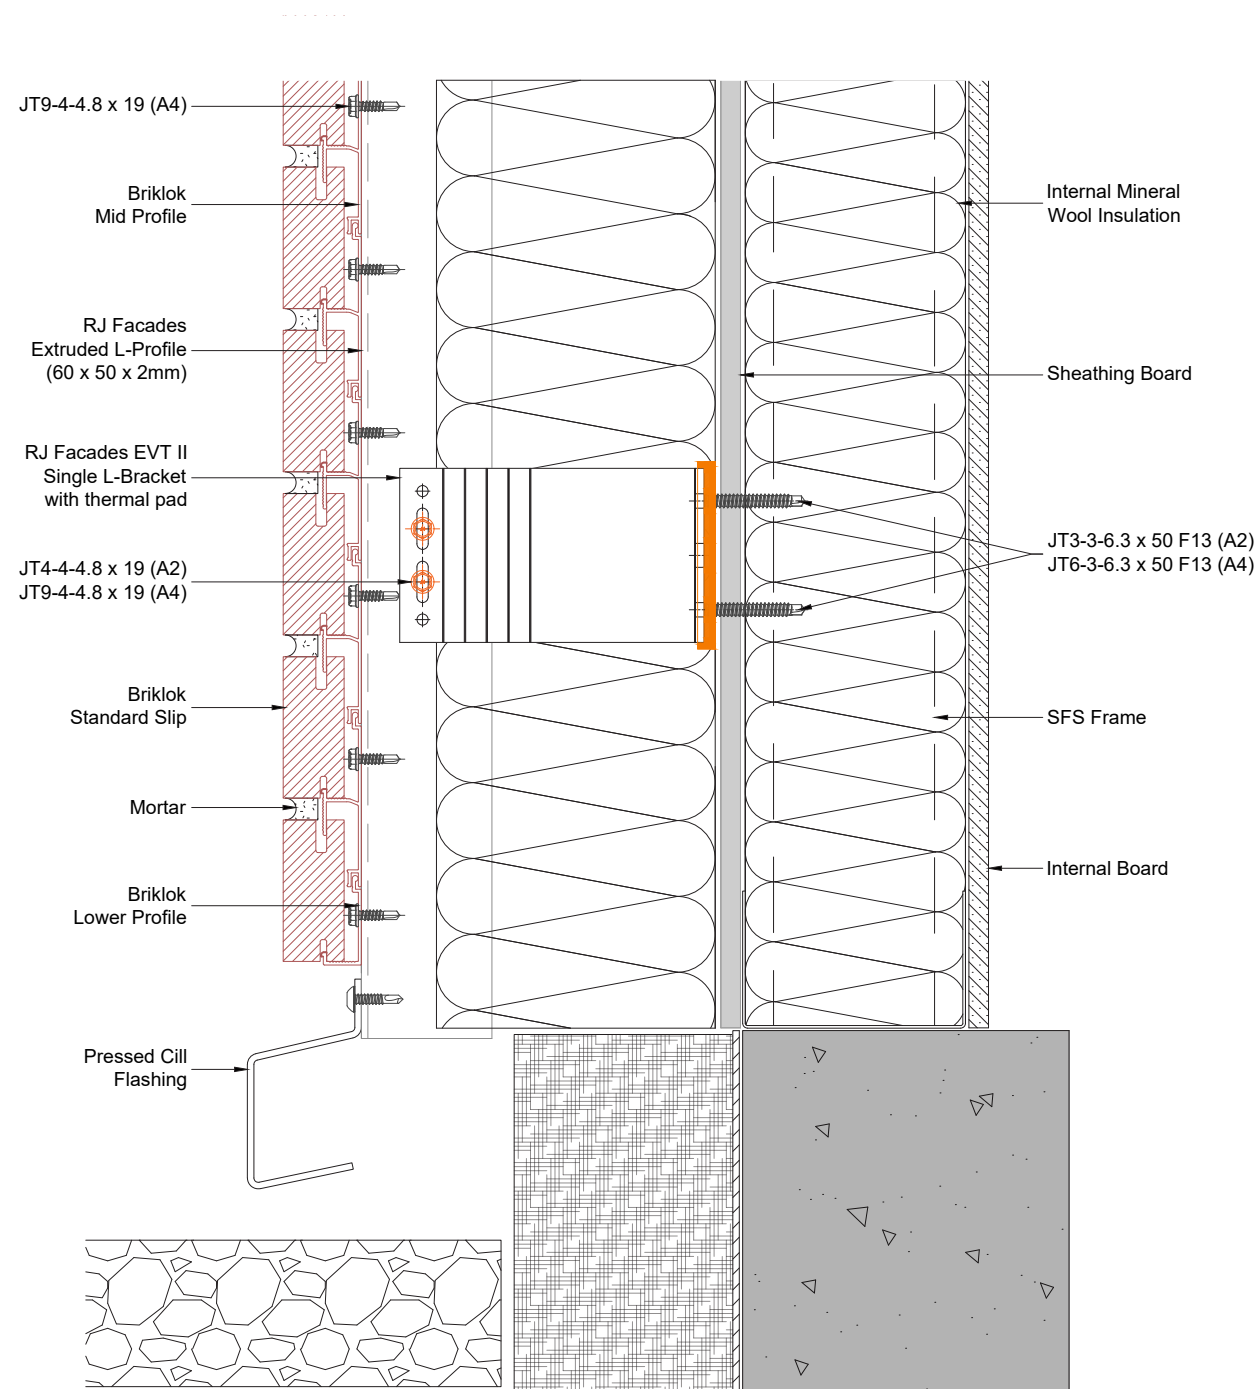 JT9-4-4.8 x 19 (A4)
Briklok
Mid Profile
RJ Facades
Extruded L-Profile
(60 x 50 x 2mm)
RJ Facades EVT II
Single L-Bracket
with thermal pad
JT4-4-4.8 x 19 (A2)
JT9-4-4.8 x 19 (A4)
Briklok
Standard Slip
Mortar
Briklok
Lower Profile
Pressed Cill
Flashing
Internal Mineral
Wool Insulation
Sheathing Board
JT3-3-6.3 x 50 F13 (A2)
JT6-3-6.3 x 50 F13 (A4)
SFS Frame
Internal Board